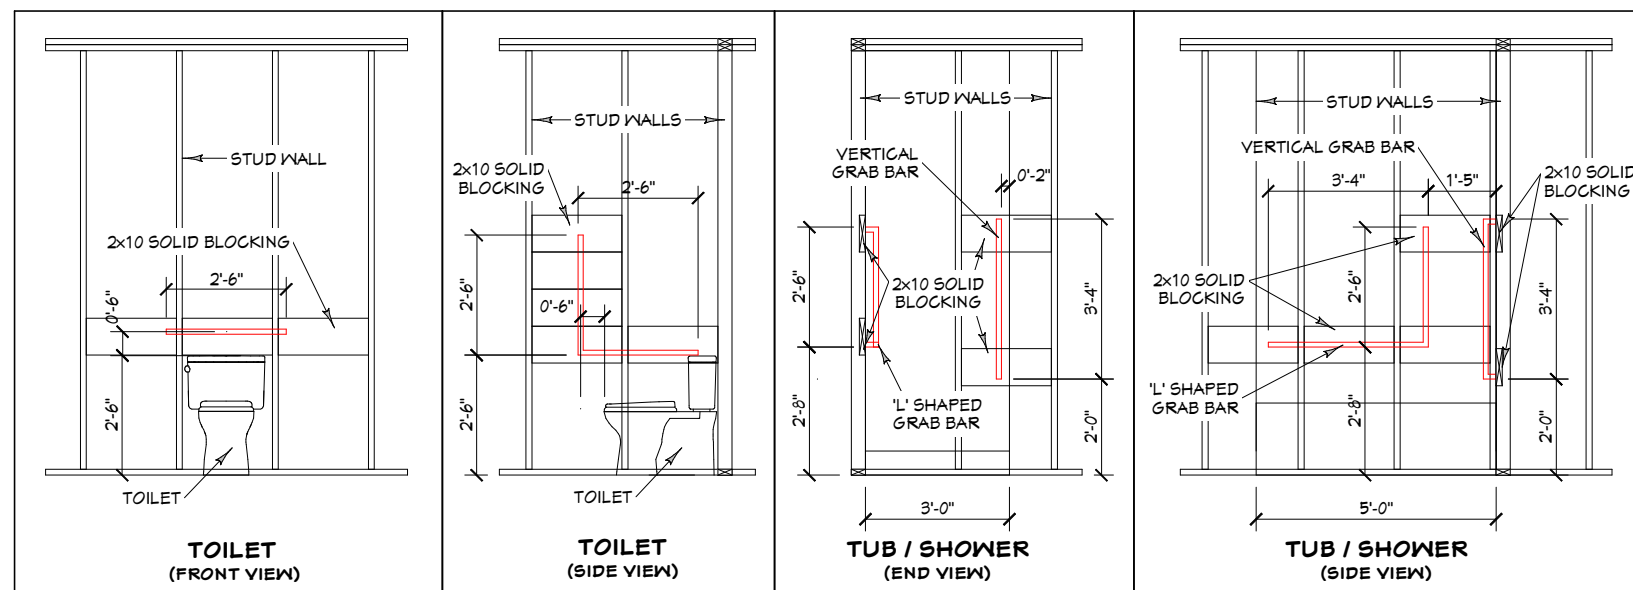 STUD WALL
2x10 SOLID BLOCKING
2'-6"
0'-6"
2'-6"
TOILET
TOILET
(FRONT VIEW)
STUD WALLS
2x10 SOLID
BLOCKING
2'-6"
2'-6"
0'-6"
2'-6"
TOILET
TOILET
(SIDE VIEW)
STUD WALLS
VERTICAL
GRAB BAR
0'-2"
2'-6"
2x10 SOLID
BLOCKING
3'-4"
'L' SHAPED
GRAB BAR
2'-8"
2'-0"
3'-0"
TUB / SHOWER
(END VIEW)
STUD WALLS
VERTICAL GRAB BAR
2x10 SOLID
BLOCKING
3'-4"
1'-5"
2x10 SOLID
BLOCKING
2'-6"
3'-4"
'L' SHAPED
GRAB BAR
2'-8"
2'-0"
5'-0"
TUB / SHOWER
(SIDE VIEW)